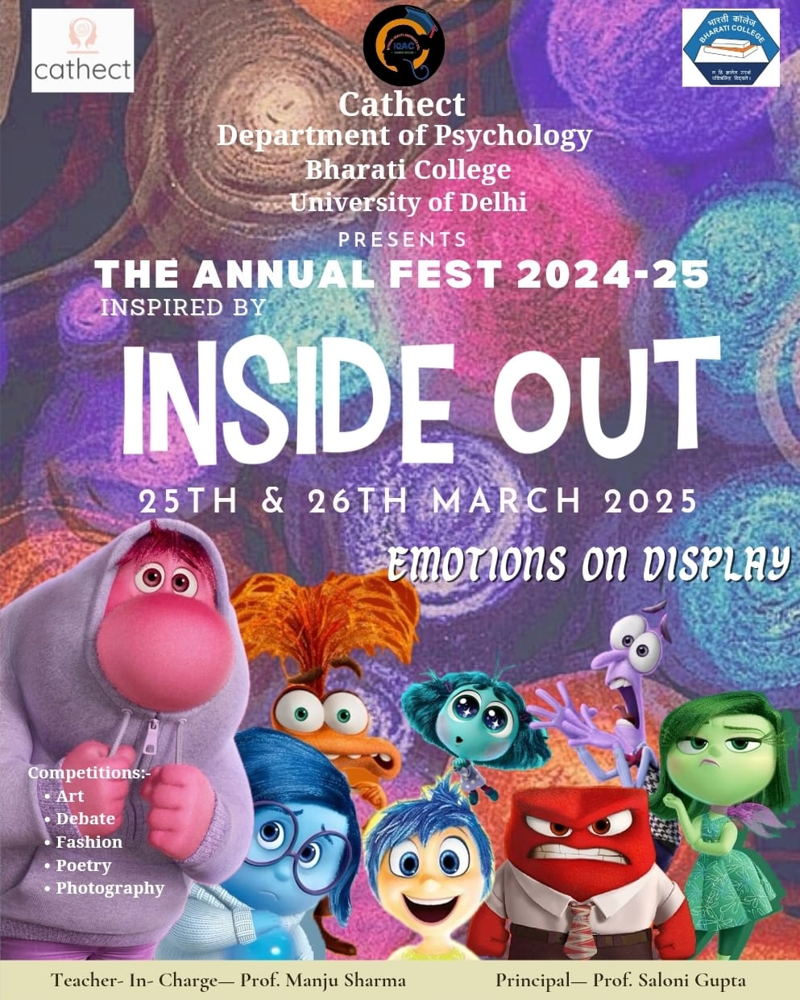 cathect
IQAC
भारती कॉलेज
BHARATI COLLEGE
Cathect
Department of Psychology
Bharati College
University of Delhi
PRESENTS
THE ANNUAL FEST 2024-25
INSPIRED BY
INSIDE OUT
25TH & 26TH MARCH 2025
EMOTIONS ON DISPLAY
Competitions:-
• Art
• Debate
• Fashion
• Poetry
• Photography
Teacher- In- Charge— Prof. Manju Sharma
Principal— Prof. Saloni Gupta